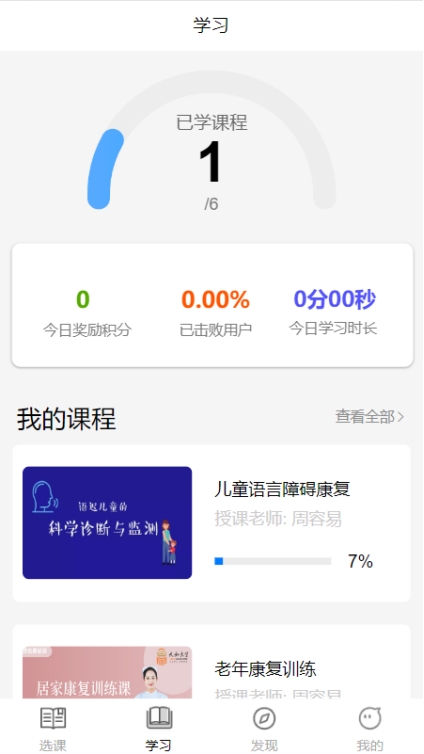 学习
已学课程
1
/6
0
0.00%
0分00秒
今日奖励积分
已击败用户
今日学习时长
我的课程
查看全部>
语迟儿童的
科学诊断与监测
儿童语言障碍康复
授课老师: 周容易
7%
居家康复训练课
老年康复训练
授课老师: 周容易
选课
学习
发现
我的